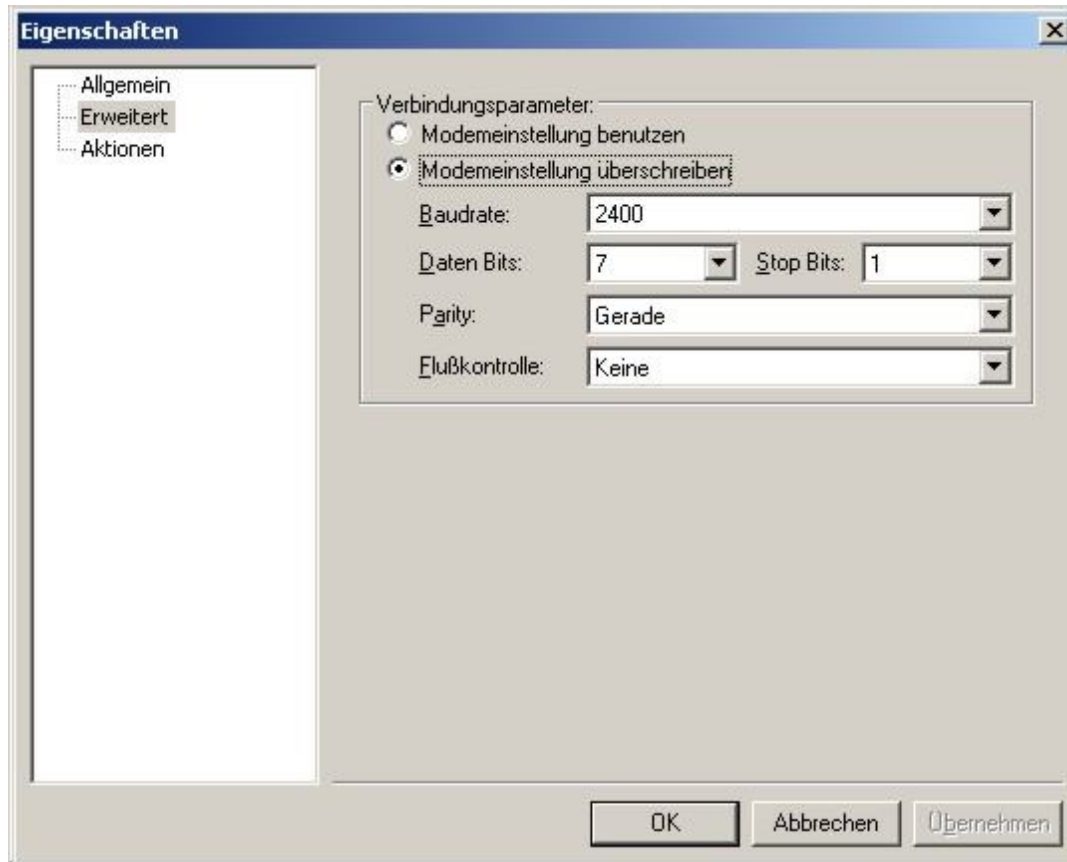 Eigenschaften
Allgemein
Erweitert
Aktionen
Verbindungsparameter:
Modemeinstellung benutzen
Modemeinstellung überschreiben
Baudrate: 2400
Daten Bits: 7 Stop Bits: 1
Parity: Gerade
Flußkontrolle: Keine
OK Abbrechen Übernehmen